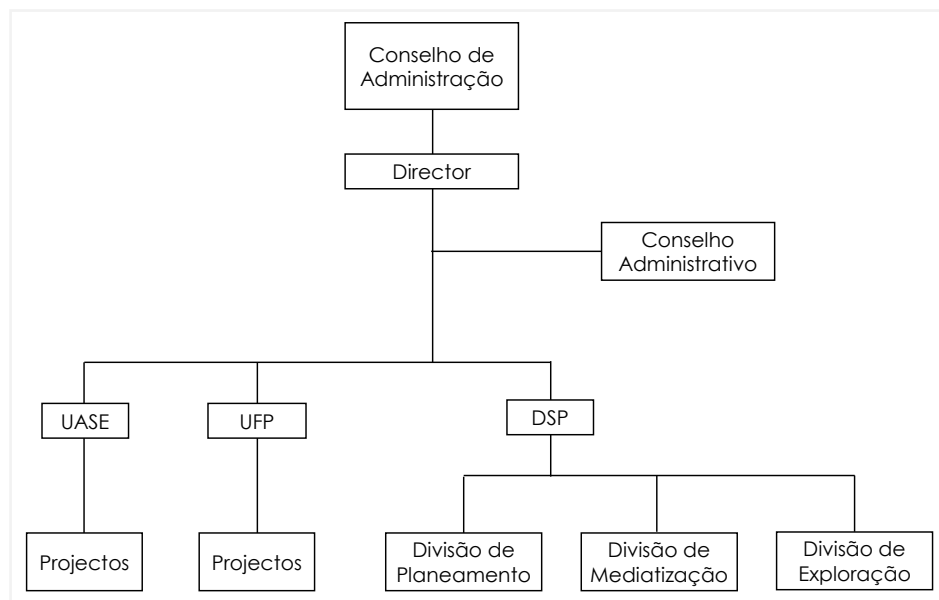 Conselho de
Administração
Director
Conselho
Administrativo
UASE
UFP
DSP
Projectos
Projectos
Divisão de
Planeamento
Divisão de
Mediatização
Divisão de
Exploração